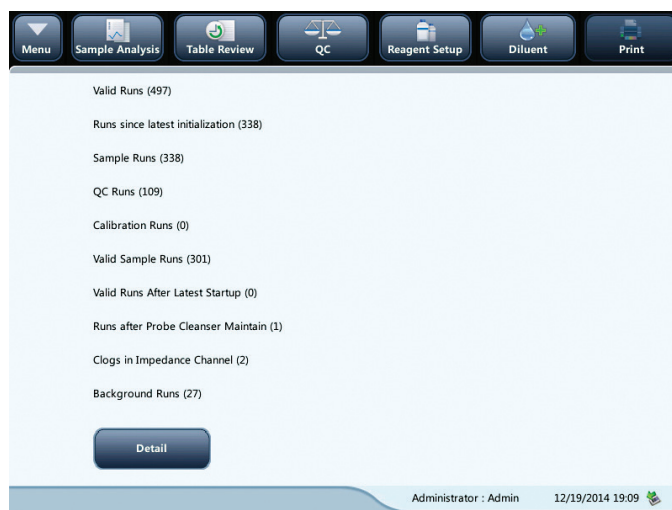 Menu Sample Analysis Table Review QC Reagent Setup Diluent Print
Valid Runs (497)
Runs since latest initialization (338)
Sample Runs (338)
QC Runs (109)
Calibration Runs (0)
Valid Sample Runs (301)
Valid Runs After Latest Startup (0)
Runs after Probe Cleanser Maintain (1)
Clogs in Impedance Channel (2)
Background Runs (27)
Detail
Administrator : Admin 12/19/2014 19:09